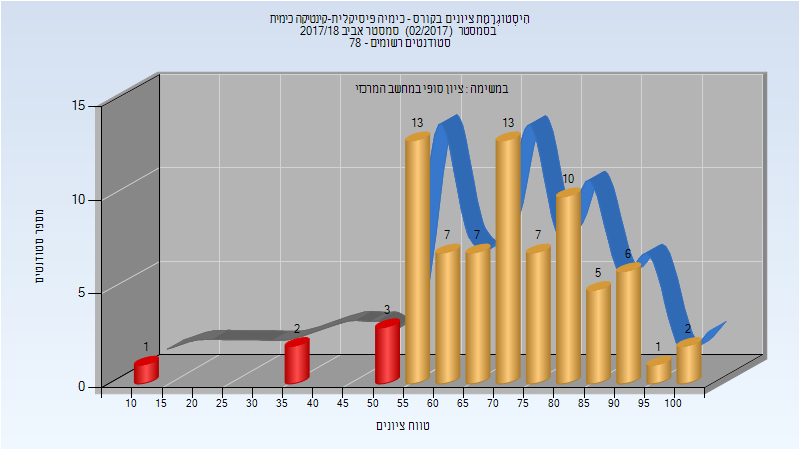 היסטוגרמת ציונים בקורס - כימיה פיסיקלית-קינטיקה כימית
בסמסטר (02/2017) סמסטר אביב 2017/18
סטודנטים רשומים - 78
במשימה : ציון סופי במחשב המרכזי
מספר סטודנטים
15
10
5
0
1
2
3
13
7
7
13
7
10
5
6
1
2
10 15 20 25 30 35 40 45 50 55 60 65 70 75 80 85 90 95 100
טווח ציונים